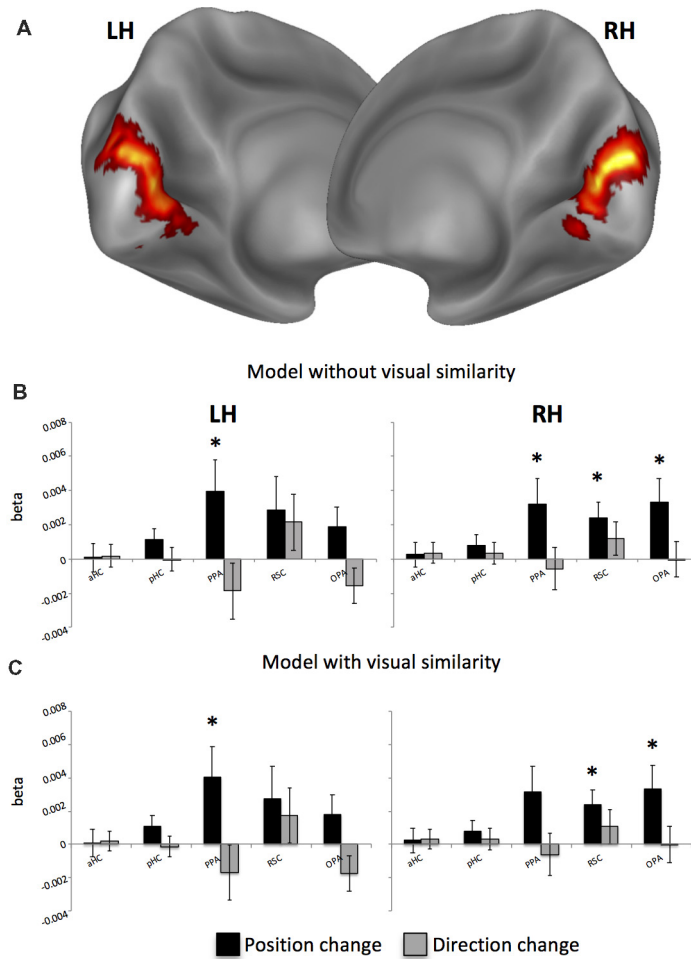 A
LH RH
Model without visual similarity
B
LH RH
beta
0.008
0.006
0.004
0.002
0
-0.002
-0.004
aHC pHC PPA RSC OPA aHC pHC PPA RSC OPA
* * * *
Model with visual similarity
C
beta
0.008
0.006
0.004
0.002
0
-0.002
-0.004
aHC pHC PPA RSC OPA aHC pHC PPA RSC OPA
* * *
Position change Direction change